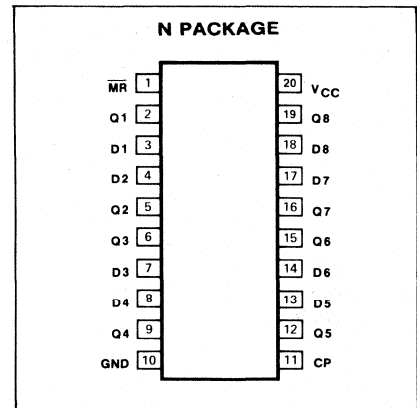 N PACKAGE
M̅R̅ 1 20 VCC
Q1 2 19 Q8
D1 3 18 D8
D2 4 17 D7
Q2 5 16 Q7
Q3 6 15 Q6
D3 7 14 D6
D4 8 13 D5
Q4 9 12 Q5
GND 10 11 CP